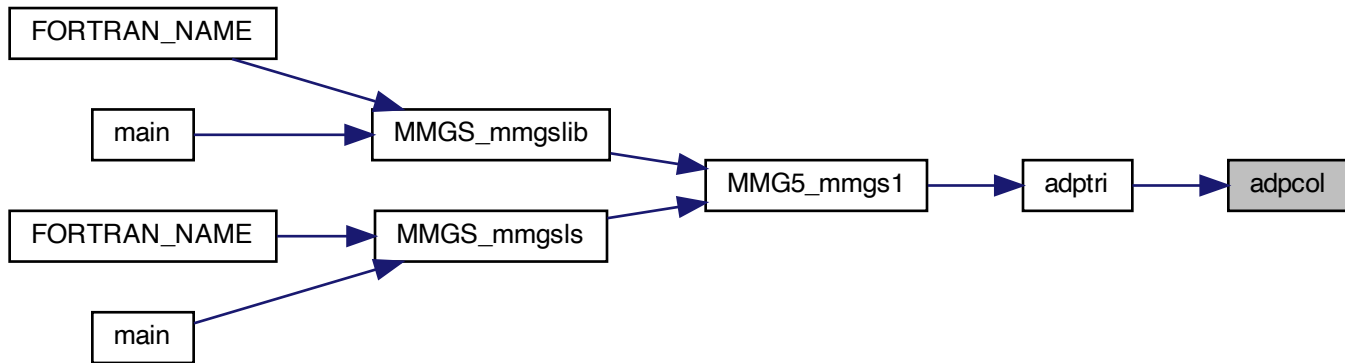 FORTRAN_NAME
main
MMGS_mmgslib
MMG5_mmgs1
adptri
adpcol
FORTRAN_NAME
MMGS_mmgsls
main